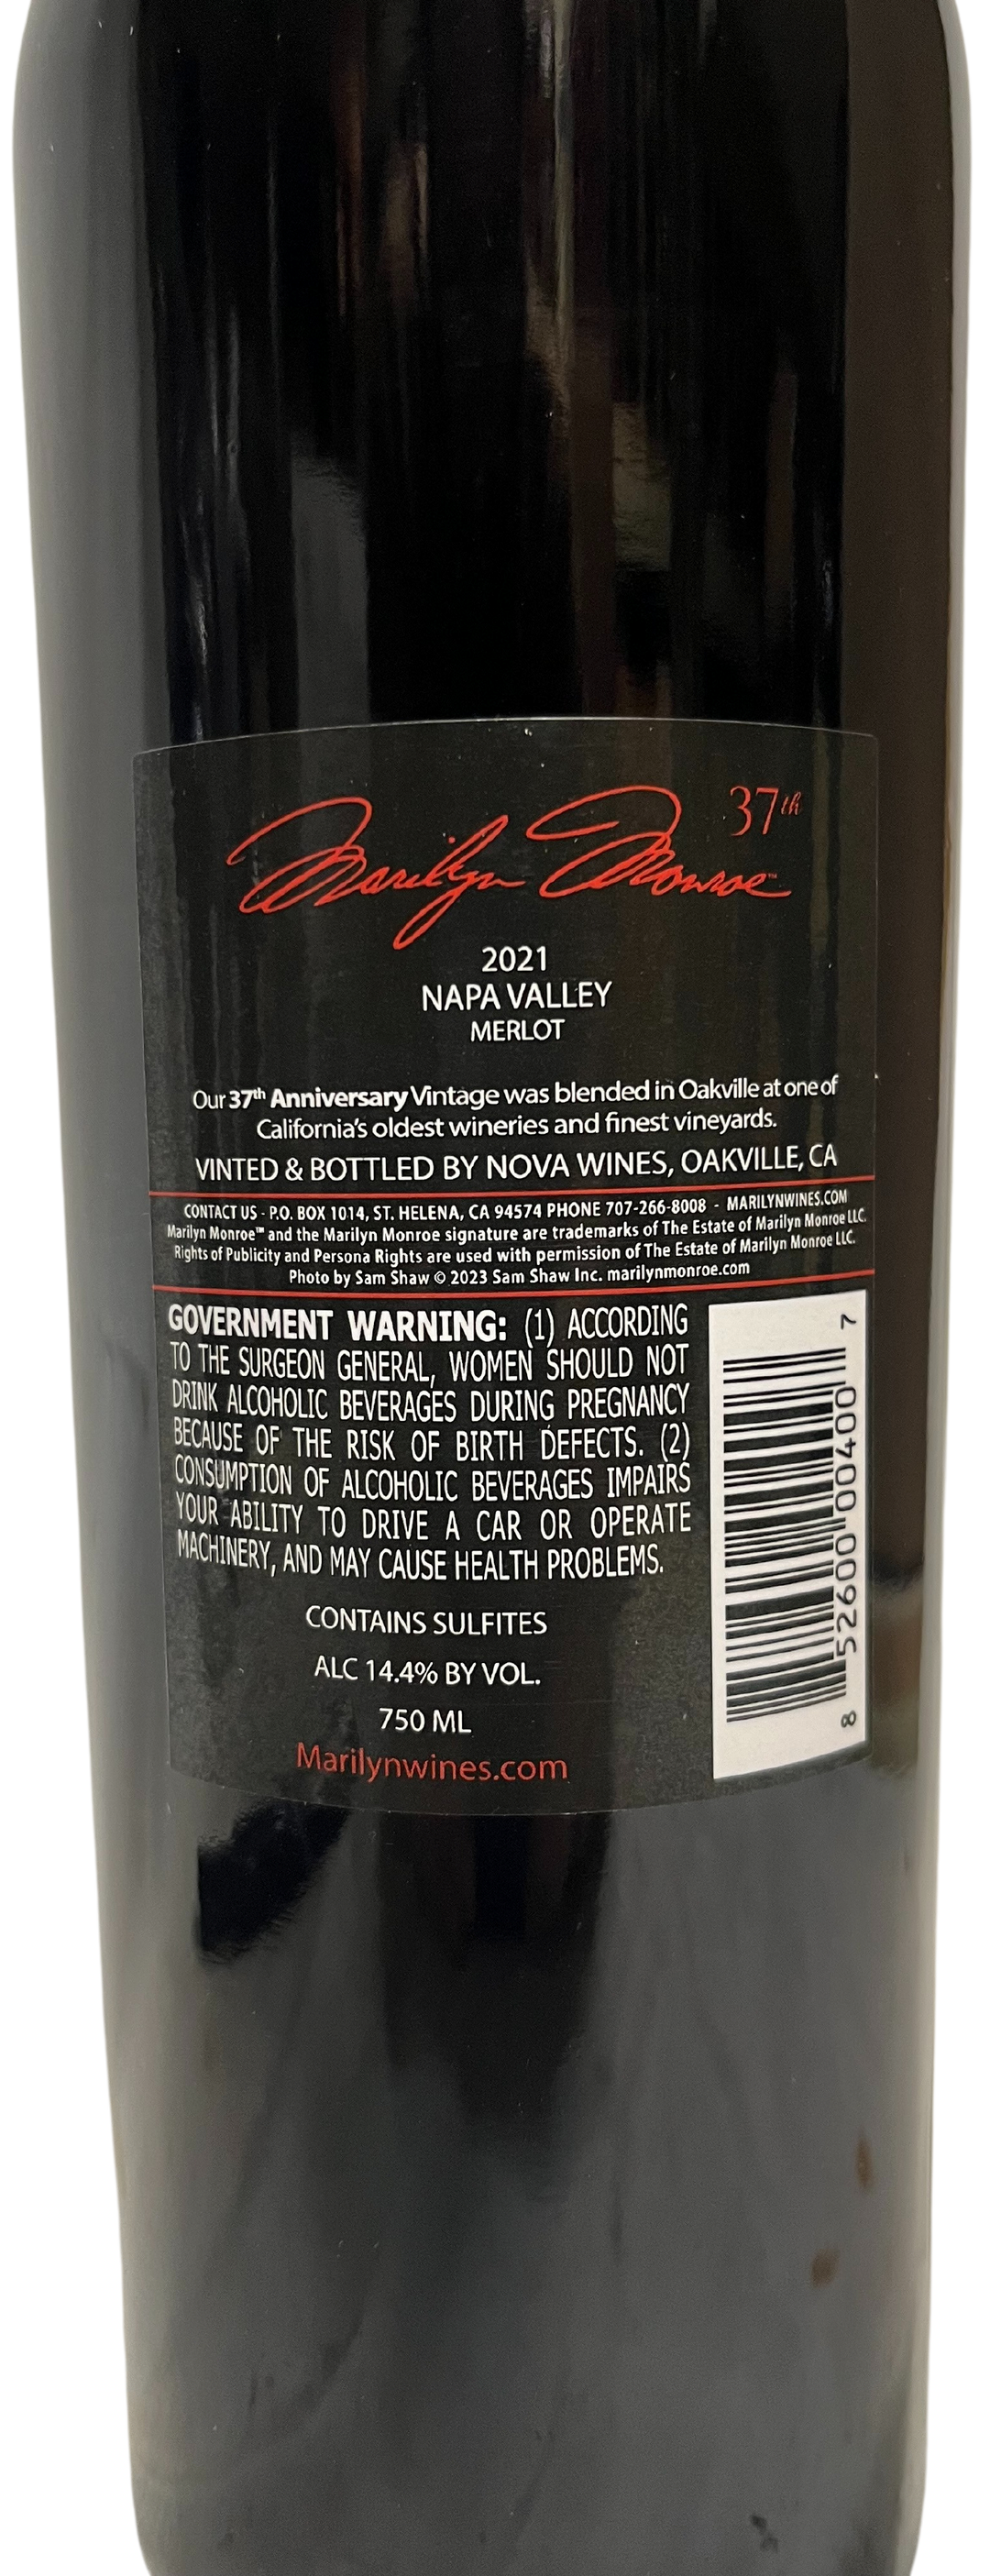 37th
Marilyn Monroe™
2021
NAPA VALLEY
MERLOT
Our 37th Anniversary Vintage was blended in Oakville at one of
California's oldest wineries and finest vineyards.
VINTED & BOTTLED BY NOVA WINES, OAKVILLE, CA
CONTACT US - P.O. BOX 1014, ST. HELENA, CA 94574 PHONE 707-266-8008 - MARILYNWINES.COM
Marilyn Monroe™ and the Marilyn Monroe signature are trademarks of The Estate of Marilyn Monroe LLC.
Rights of Publicity and Persona Rights are used with permission of The Estate of Marilyn Monroe LLC.
Photo by Sam Shaw © 2023 Sam Shaw Inc. marilynmonroe.com
GOVERNMENT WARNING: (1) ACCORDING
TO THE SURGEON GENERAL, WOMEN SHOULD NOT
DRINK ALCOHOLIC BEVERAGES DURING PREGNANCY
BECAUSE OF THE RISK OF BIRTH DEFECTS. (2)
CONSUMPTION OF ALCOHOLIC BEVERAGES IMPAIRS
YOUR ABILITY TO DRIVE A CAR OR OPERATE
MACHINERY, AND MAY CAUSE HEALTH PROBLEMS.
CONTAINS SULFITES
ALC 14.4% BY VOL.
750 ML
Marilynwines.com
8 52600 00400 7